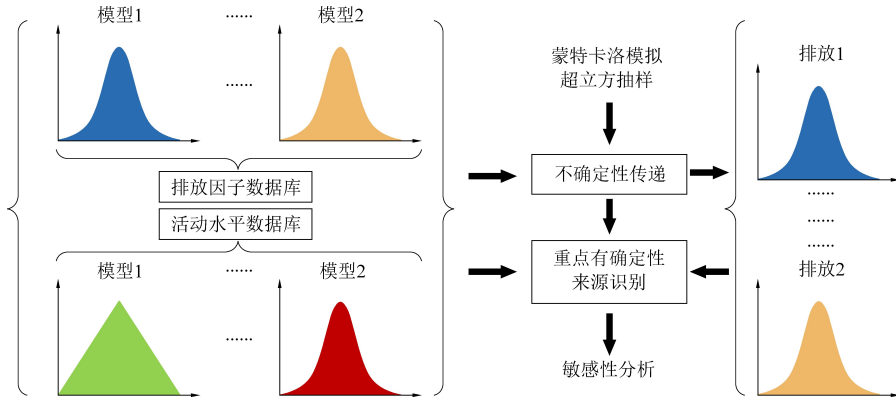 模型1
......
模型2
......
排放因子数据库
活动水平数据库
模型1
......
模型2
......
蒙特卡洛模拟
超立方抽样
不确定性传递
重点有确定性
来源识别
敏感性分析
排放1
......
......
......
排放2